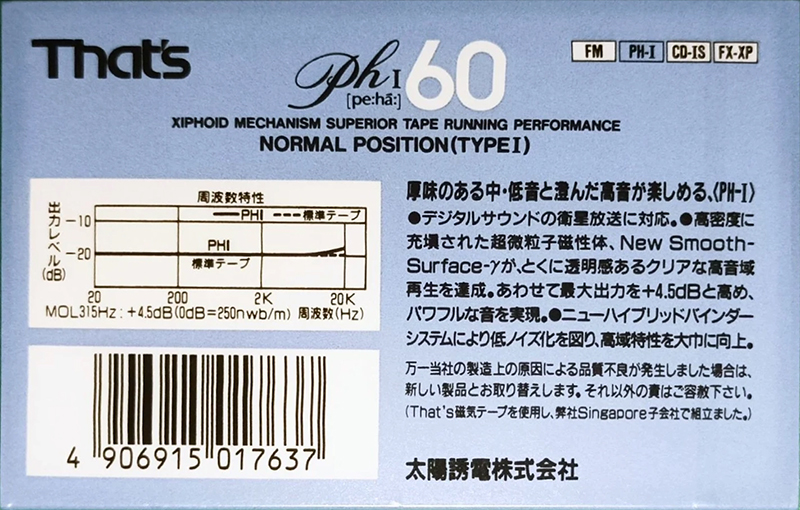 That's
Ph I 60
[pe:hā:]
FM PH-I CD-IS FX-XP
XIPHOID MECHANISM SUPERIOR TAPE RUNNING PERFORMANCE
NORMAL POSITION(TYPE I)
周波数特性
PHI 標準テープ
出力レベル(dB)
-10
PHI
-20
標準テープ
20 200 2K 20K
MOL315Hz:+4.5dB(0dB=250nwb/m) 周波数(Hz)
4 906915 017637
厚味のある中・低音と澄んだ高音が楽しめる、〈PH-I〉
●デジタルサウンドの衛星放送に対応。●高密度に
充塡された超微粒子磁性体、New Smooth-
Surface-γが、とくに透明感あるクリアな高音域
再生を達成。あわせて最大出力を+4.5dBと高め、
パワフルな音を実現。●ニューハイブリッドバインダー
システムにより低ノイズ化を図り、高域特性を大巾に向上。
万一当社の製造上の原因による品質不良が発生しました場合は、
新しい製品とお取り替えします。それ以外の責はご容赦下さい。
(That's磁気テープを使用し、弊社Singapore子会社で組立ました。)
太陽誘電株式会社